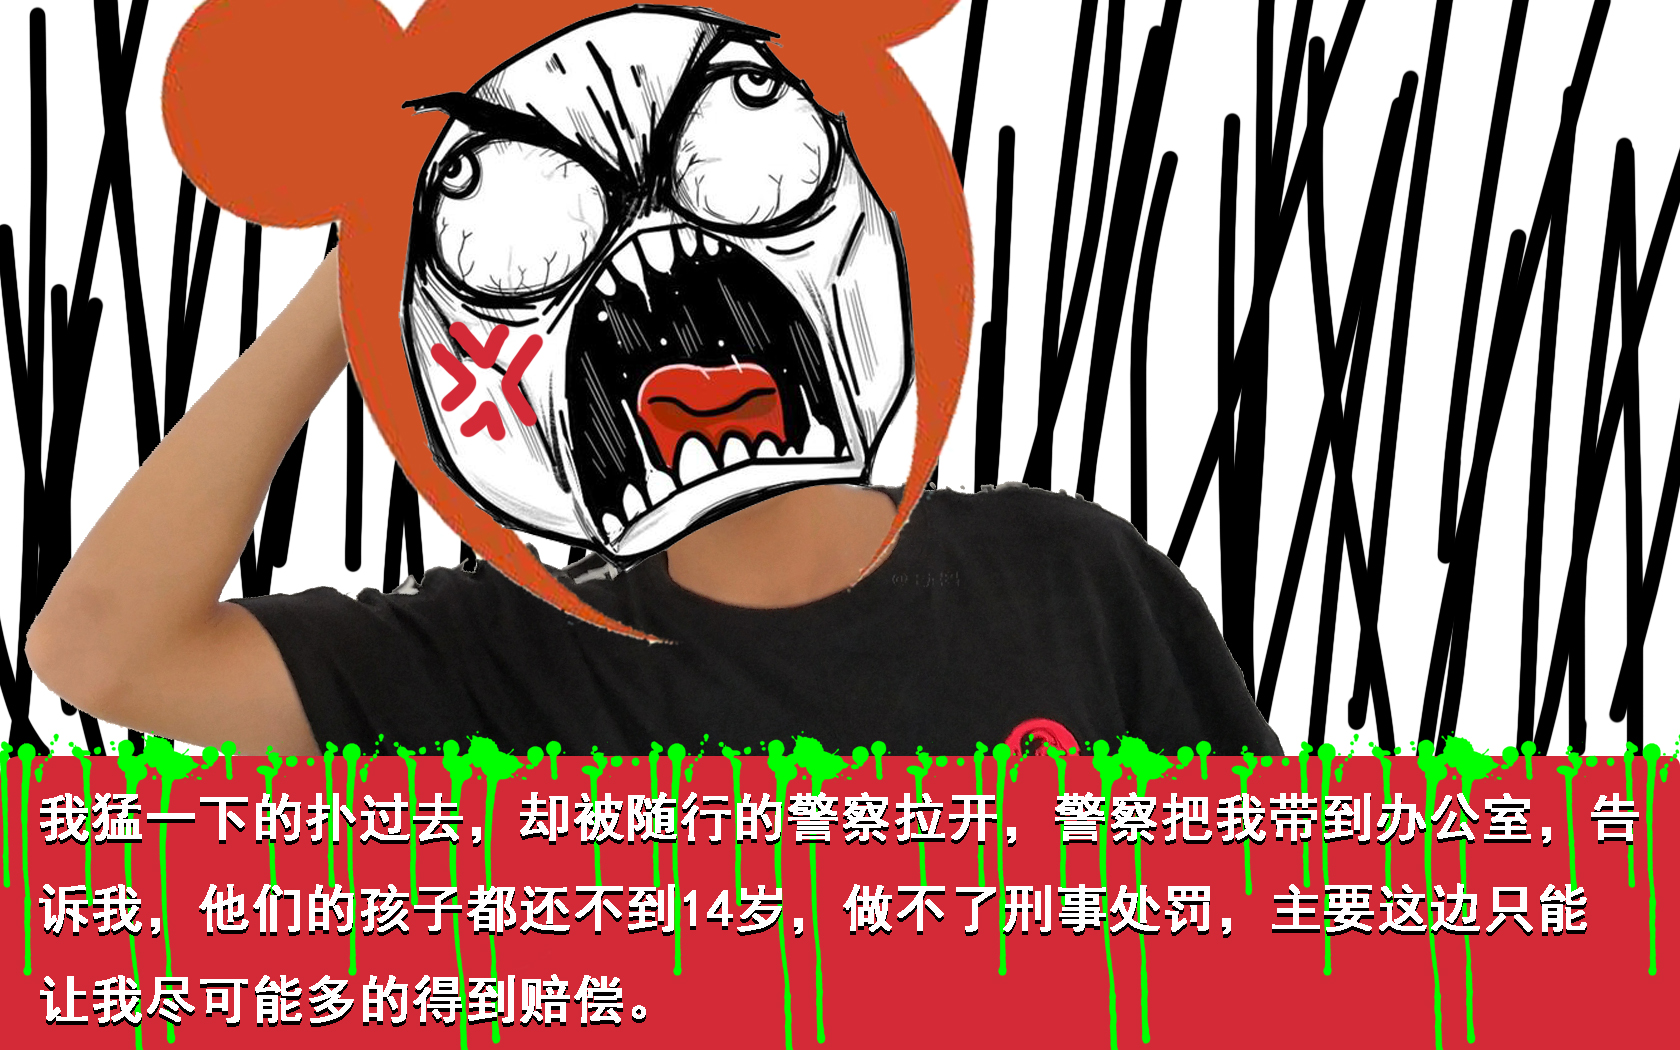 我猛一下的扑过去，却被随行的警察拉开，警察把我带到办公室，告
诉我，他们的孩子都还不到14岁，做不了刑事处罚，主要这边只能
让我尽可能多的得到赔偿。